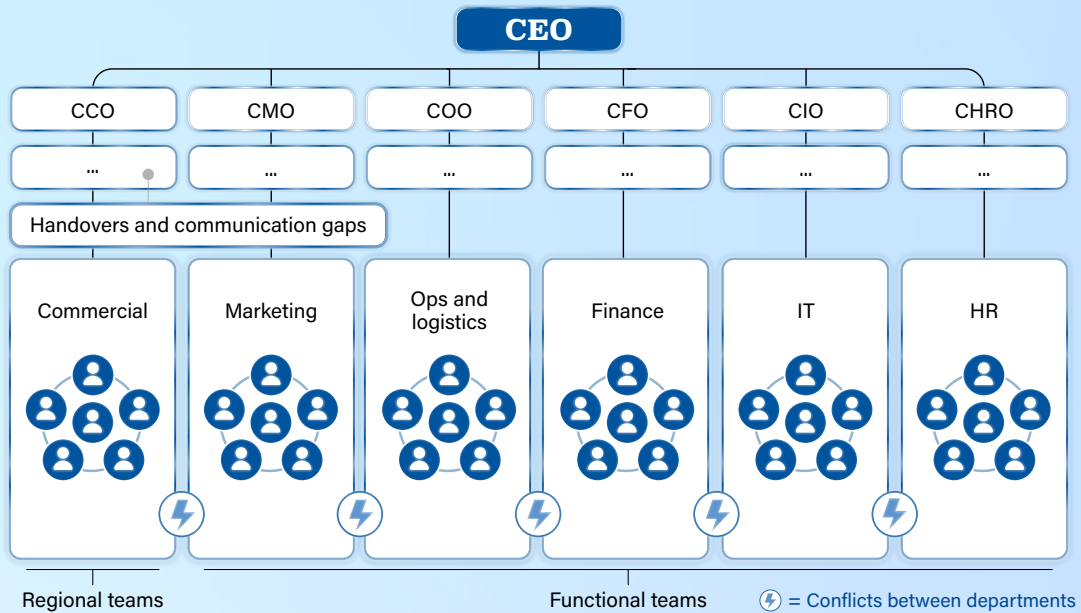 CEO
CCO
CMO
COO
CFO
CIO
CHRO
...
...
...
...
...
...
Handovers and communication gaps
Commercial
Marketing
Ops and
logistics
Finance
IT
HR
Regional teams
Functional teams
= Conflicts between departments